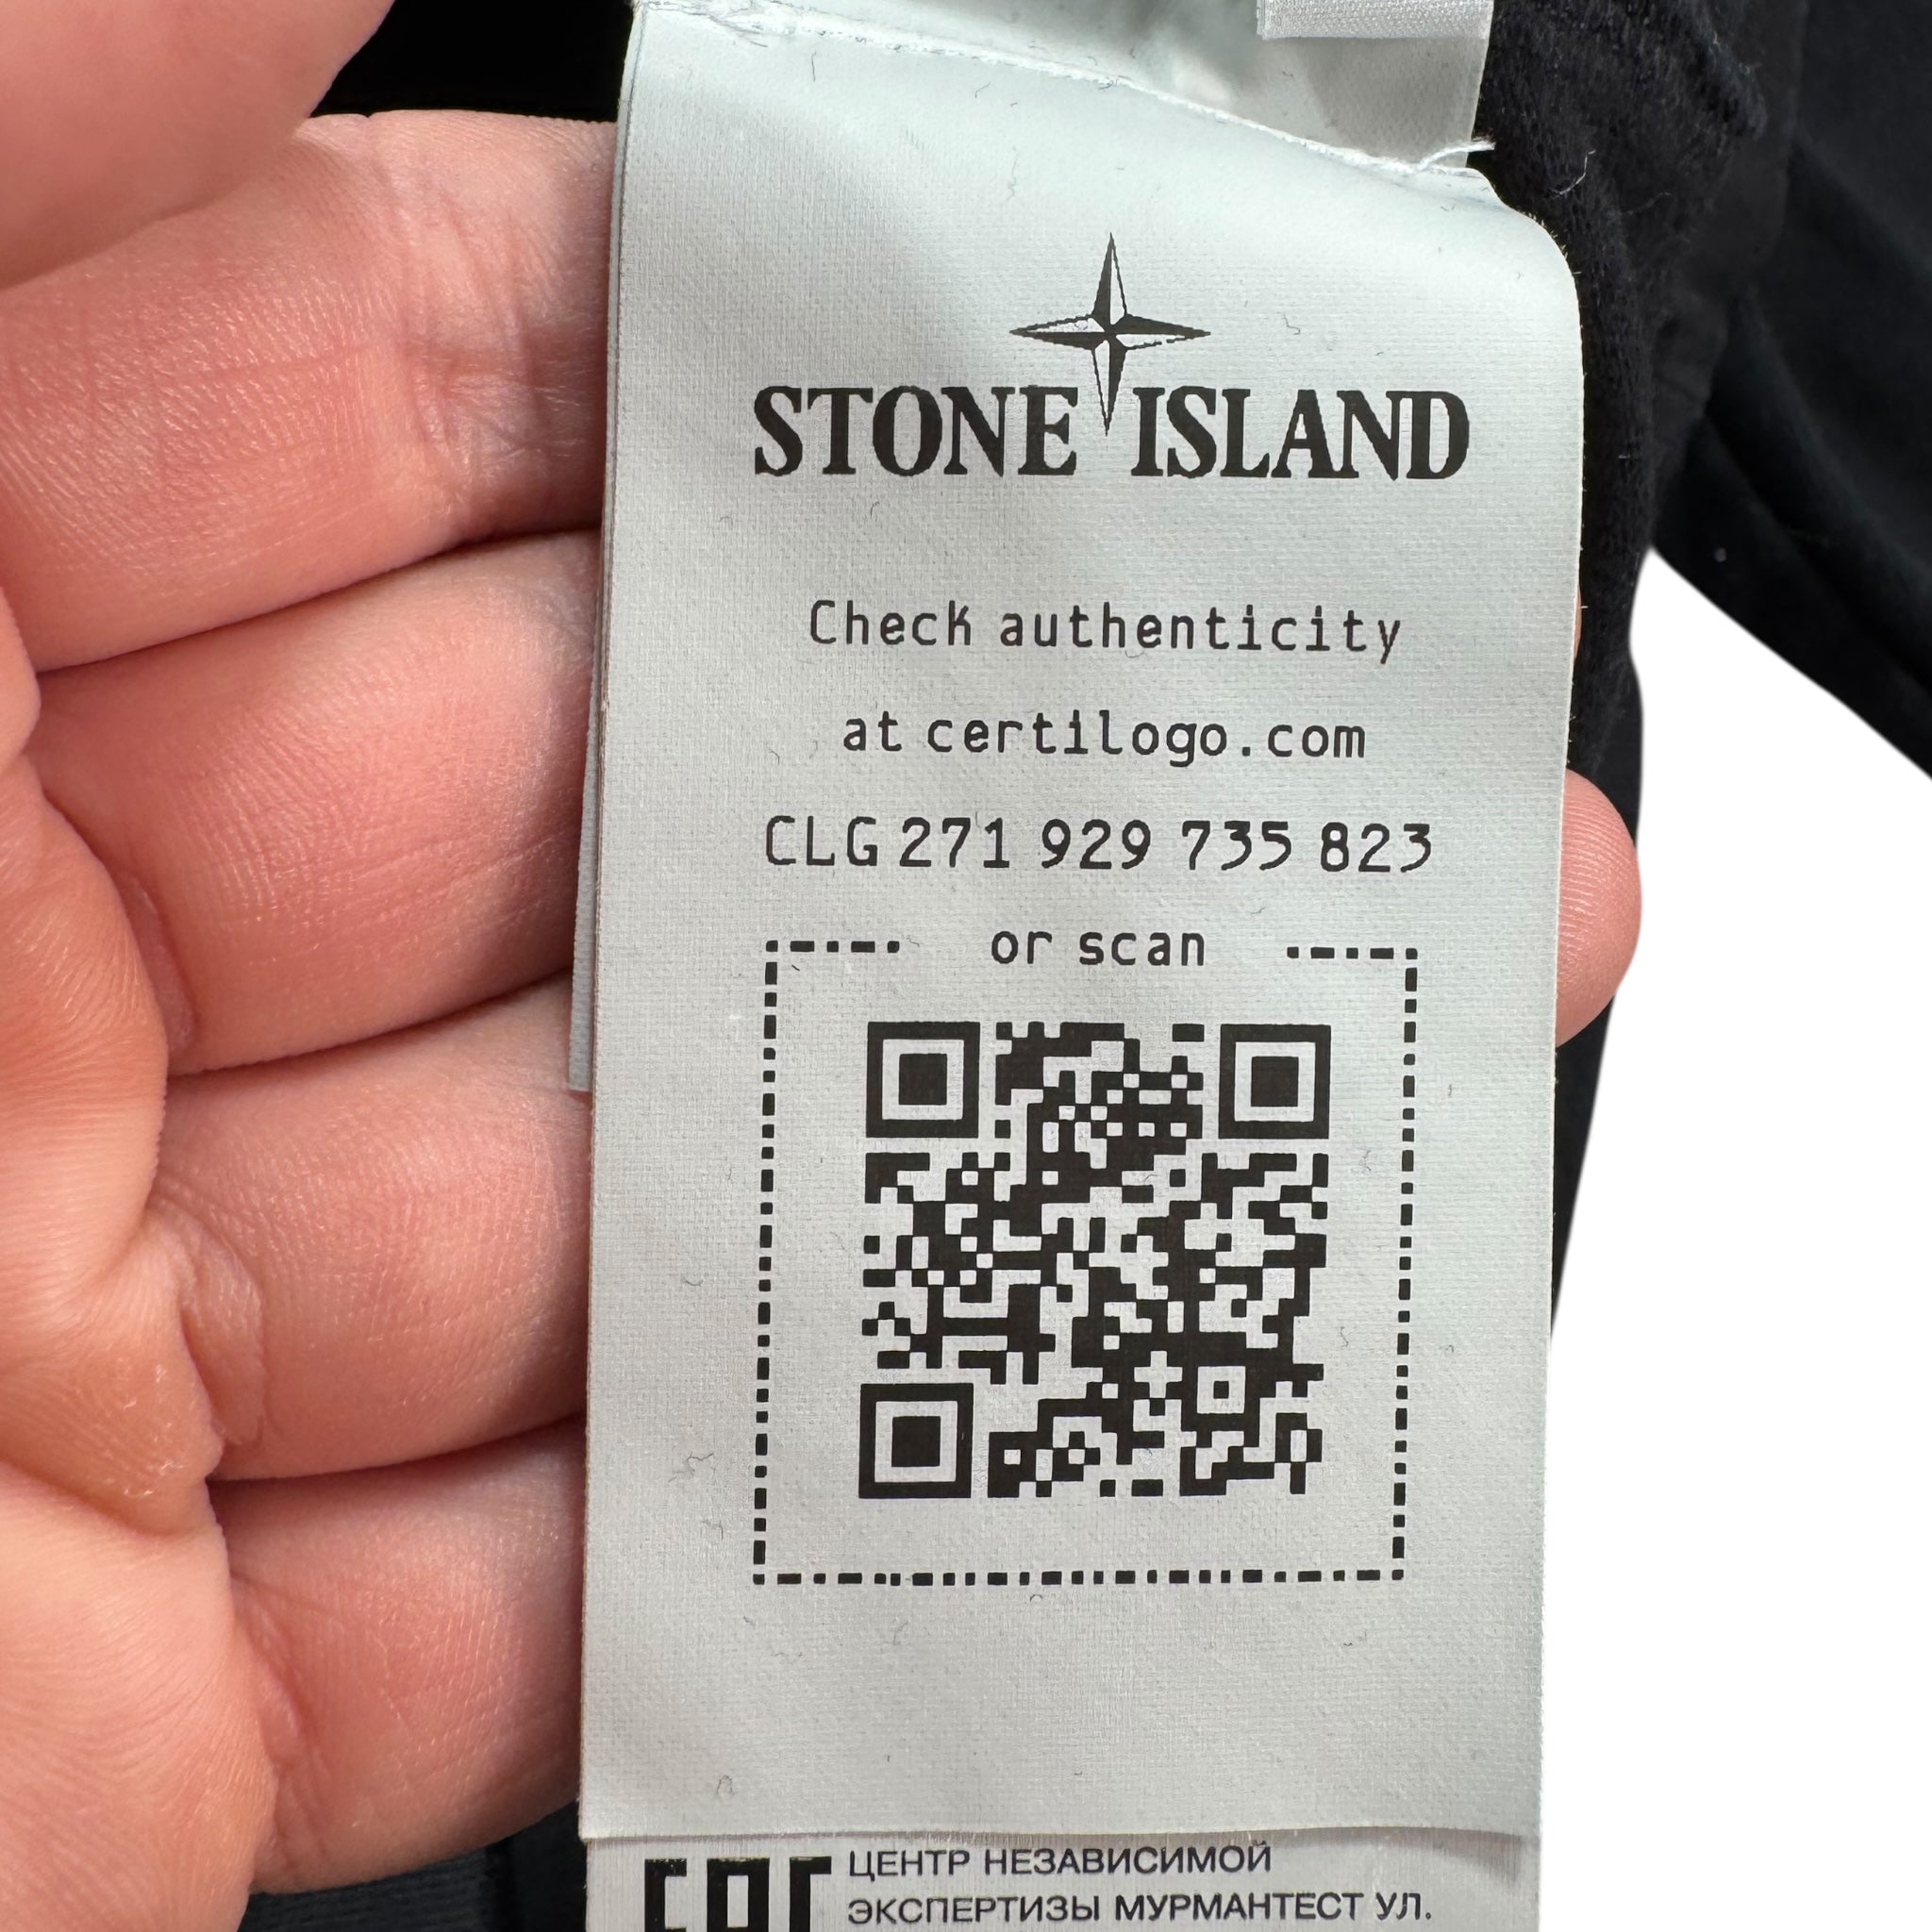 STONE ISLAND
Check authenticity
at certilogo.com
CLG 271 929 735 823
or scan
EAC ЦЕНТР НЕЗАВИСИМОЙ
ЭКСПЕРТИЗЫ МУРМАНТЕСТ УЛ.